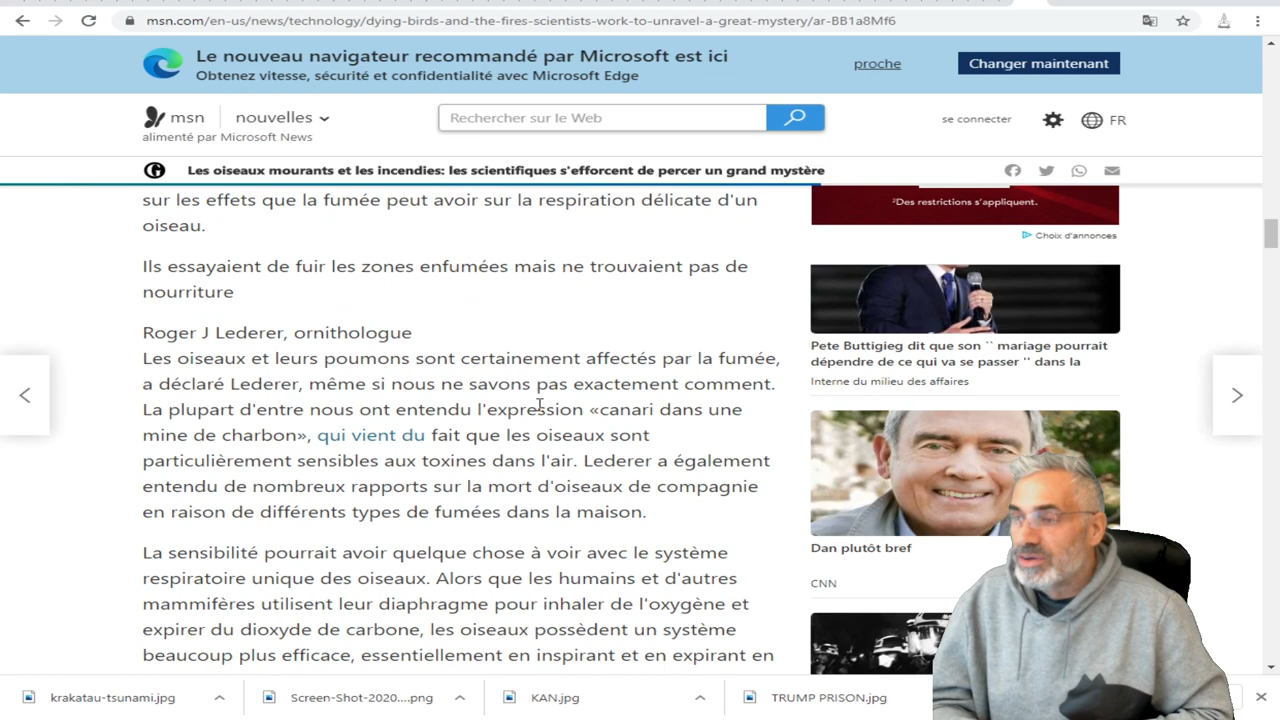 msn.com/en-us/news/technology/dying-birds-and-the-fires-scientists-work-to-unravel-a-great-mystery/ar-BB1a8Mf6
Le nouveau navigateur recommandé par Microsoft est ici
Obtenez vitesse, sécurité et confidentialité avec Microsoft Edge
proche
Changer maintenant
msn
nouvelles
alimenté par Microsoft News
Rechercher sur le Web
se connecter
FR
Les oiseaux mourants et les incendies: les scientifiques s'efforcent de percer un grand mystère
sur les effets que la fumée peut avoir sur la respiration délicate d'un
oiseau.
Ils essayaient de fuir les zones enfumées mais ne trouvaient pas de
nourriture
Roger J Lederer, ornithologue
Les oiseaux et leurs poumons sont certainement affectés par la fumée,
a déclaré Lederer, même si nous ne savons pas exactement comment.
La plupart d'entre nous ont entendu l'expression «canari dans une
mine de charbon», qui vient du fait que les oiseaux sont
particulièrement sensibles aux toxines dans l'air. Lederer a également
entendu de nombreux rapports sur la mort d'oiseaux de compagnie
en raison de différents types de fumées dans la maison.
La sensibilité pourrait avoir quelque chose à voir avec le système
respiratoire unique des oiseaux. Alors que les humains et d'autres
mammifères utilisent leur diaphragme pour inhaler de l'oxygène et
expirer du dioxyde de carbone, les oiseaux possèdent un système
beaucoup plus efficace, essentiellement en inspirant et en expirant en
²Des restrictions s'appliquent.
Choix d'annonces
Pete Buttigieg dit que son `` mariage pourrait
dépendre de ce qui va se passer '' dans la
Interne du milieu des affaires
Dan plutôt bref
CNN
krakatau-tsunami.jpg
Screen-Shot-2020....png
KAN.jpg
TRUMP PRISON.jpg